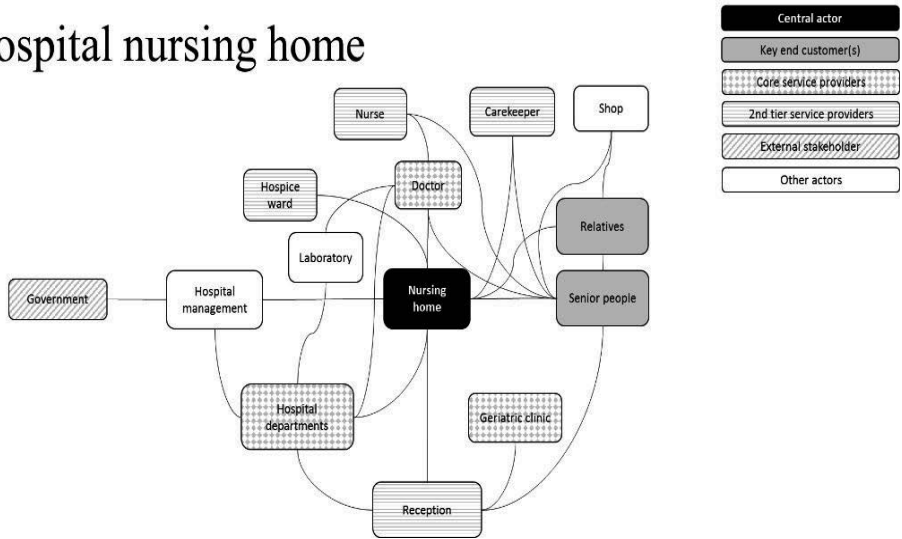 ospital nursing home
Central actor
Key end customer(s)
Core service providers
2nd tier service providers
External stakeholder
Other actors
Nurse
Carekeeper
Shop
Hospice
ward
Doctor
Relatives
Laboratory
Government
Hospital
management
Nursing
home
Senior people
Hospital
departments
Geriatric clinic
Reception